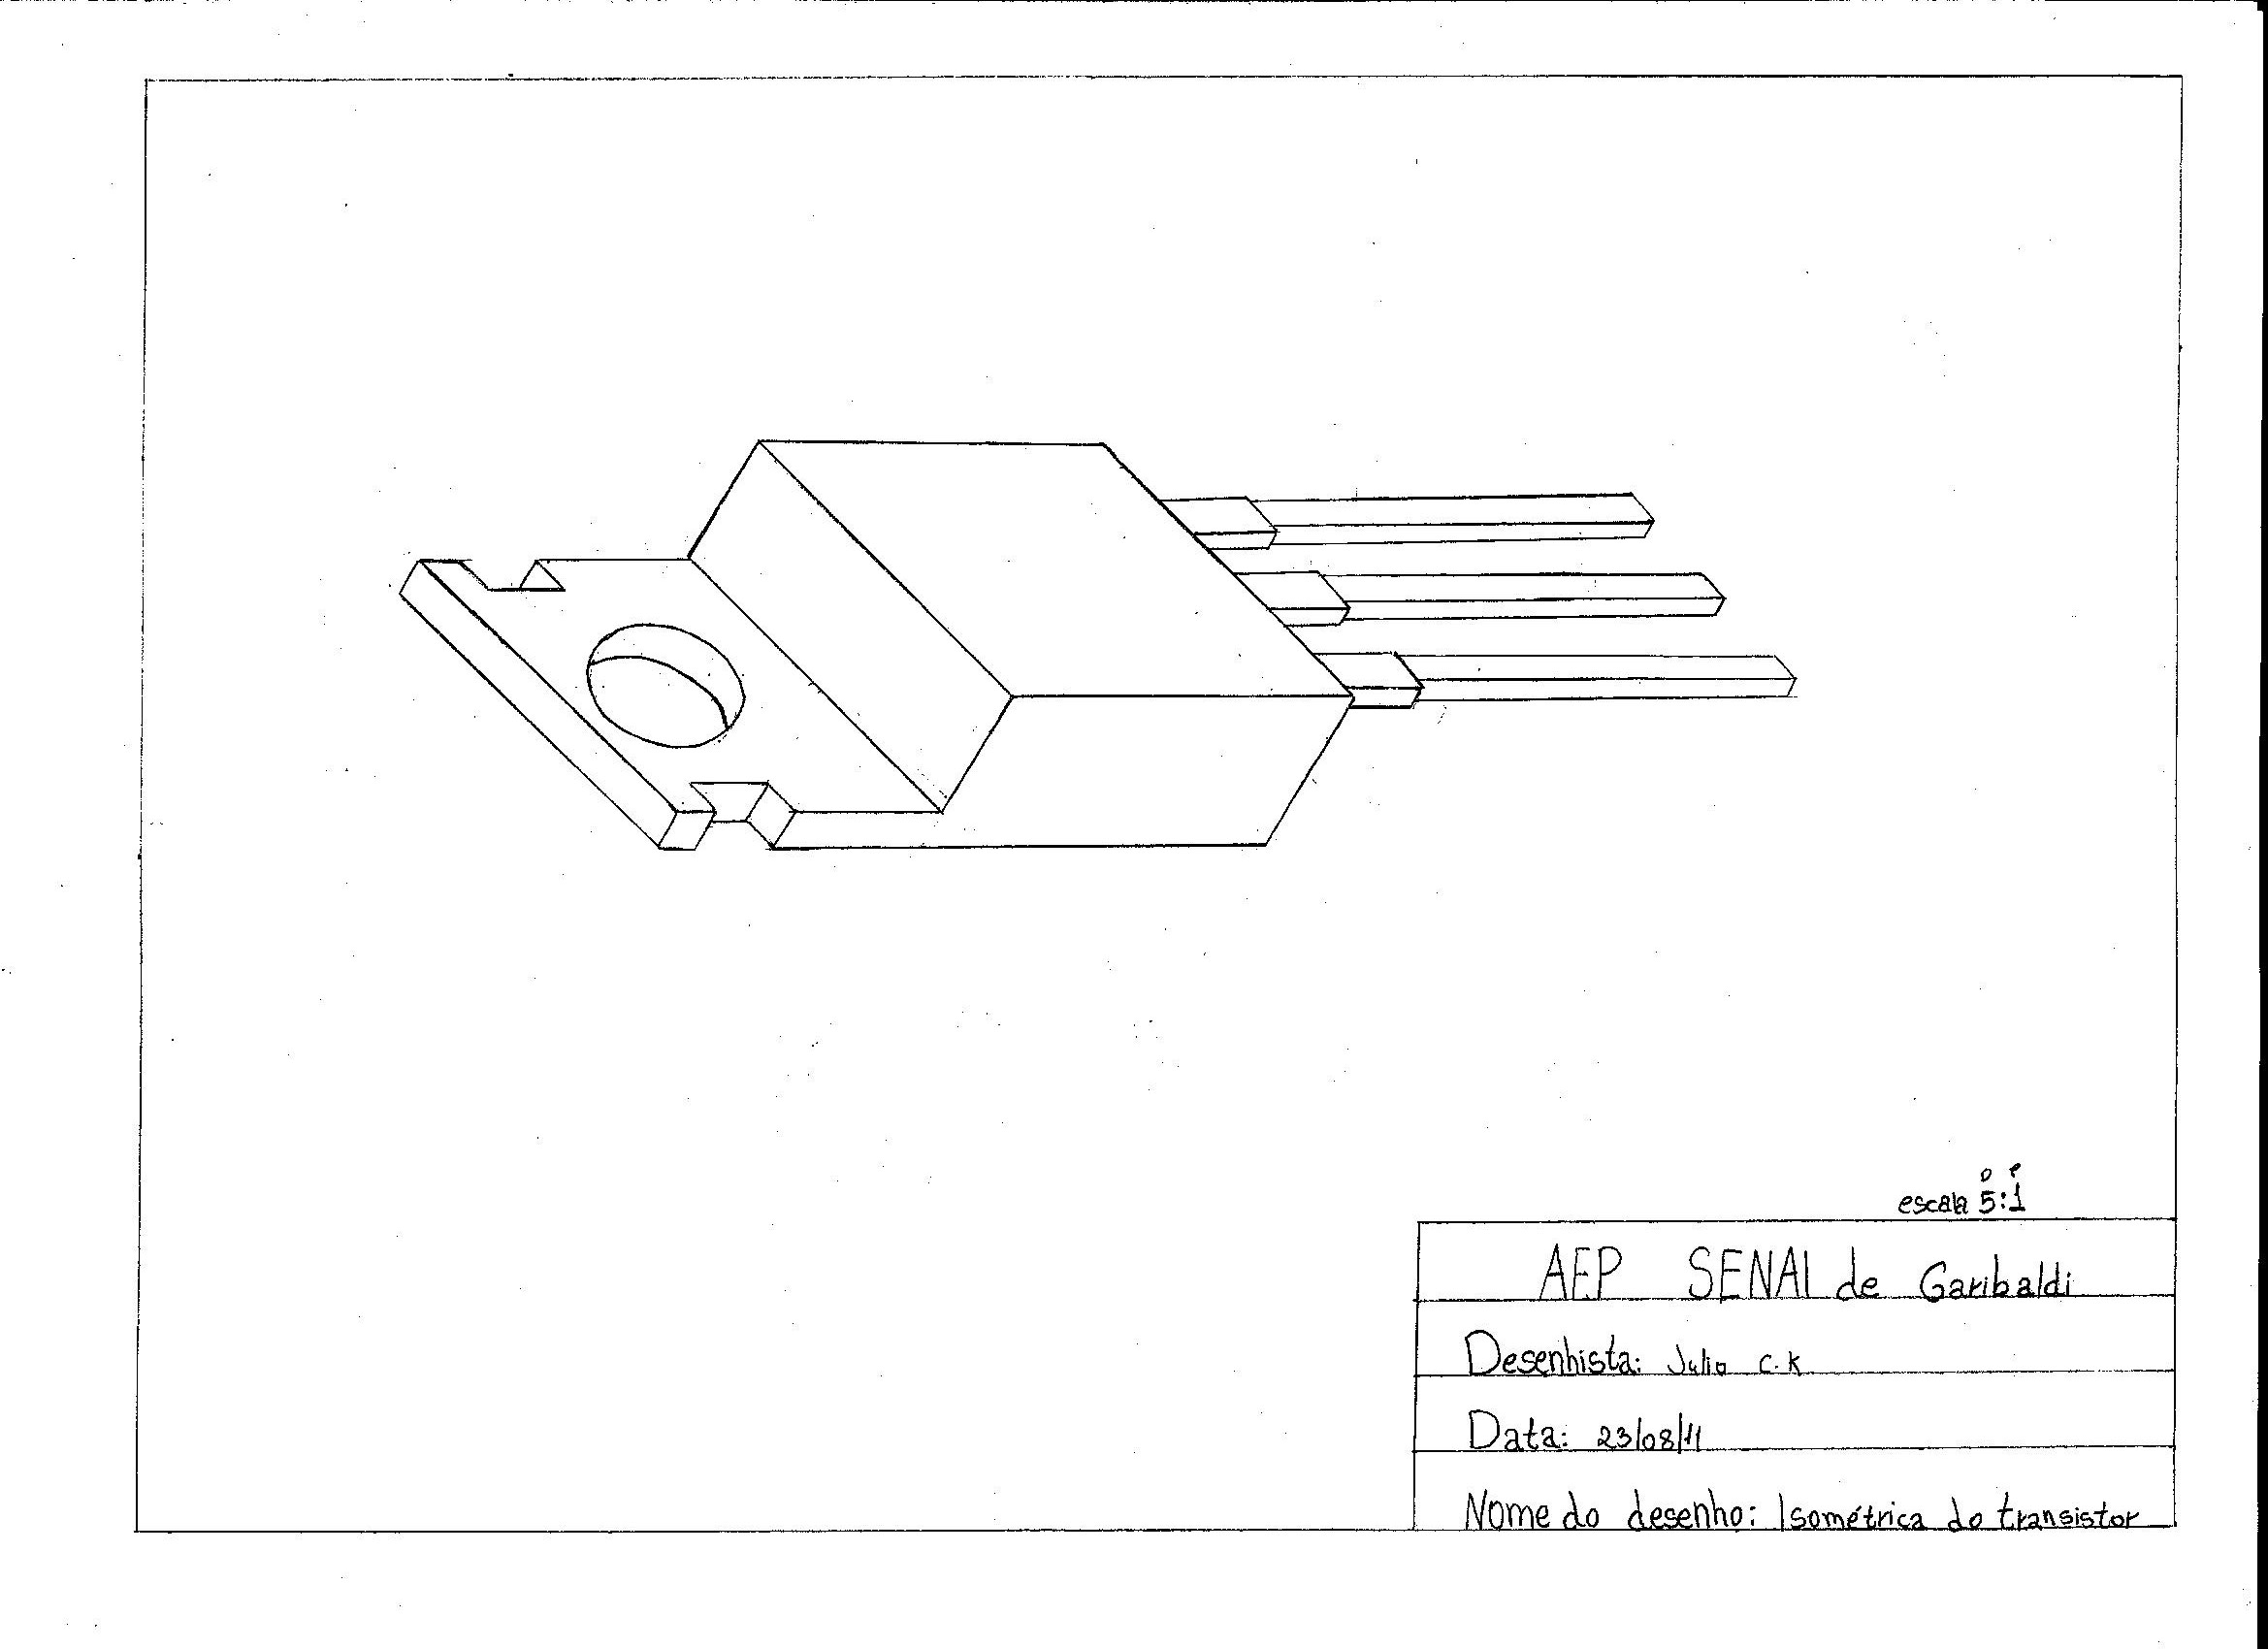 D P
escala 5:1
AEP SENAI de Garibaldi
Desenhista: Julio C.K
Data: 23/08/11
Nome do desenho: Isométrica do transistor